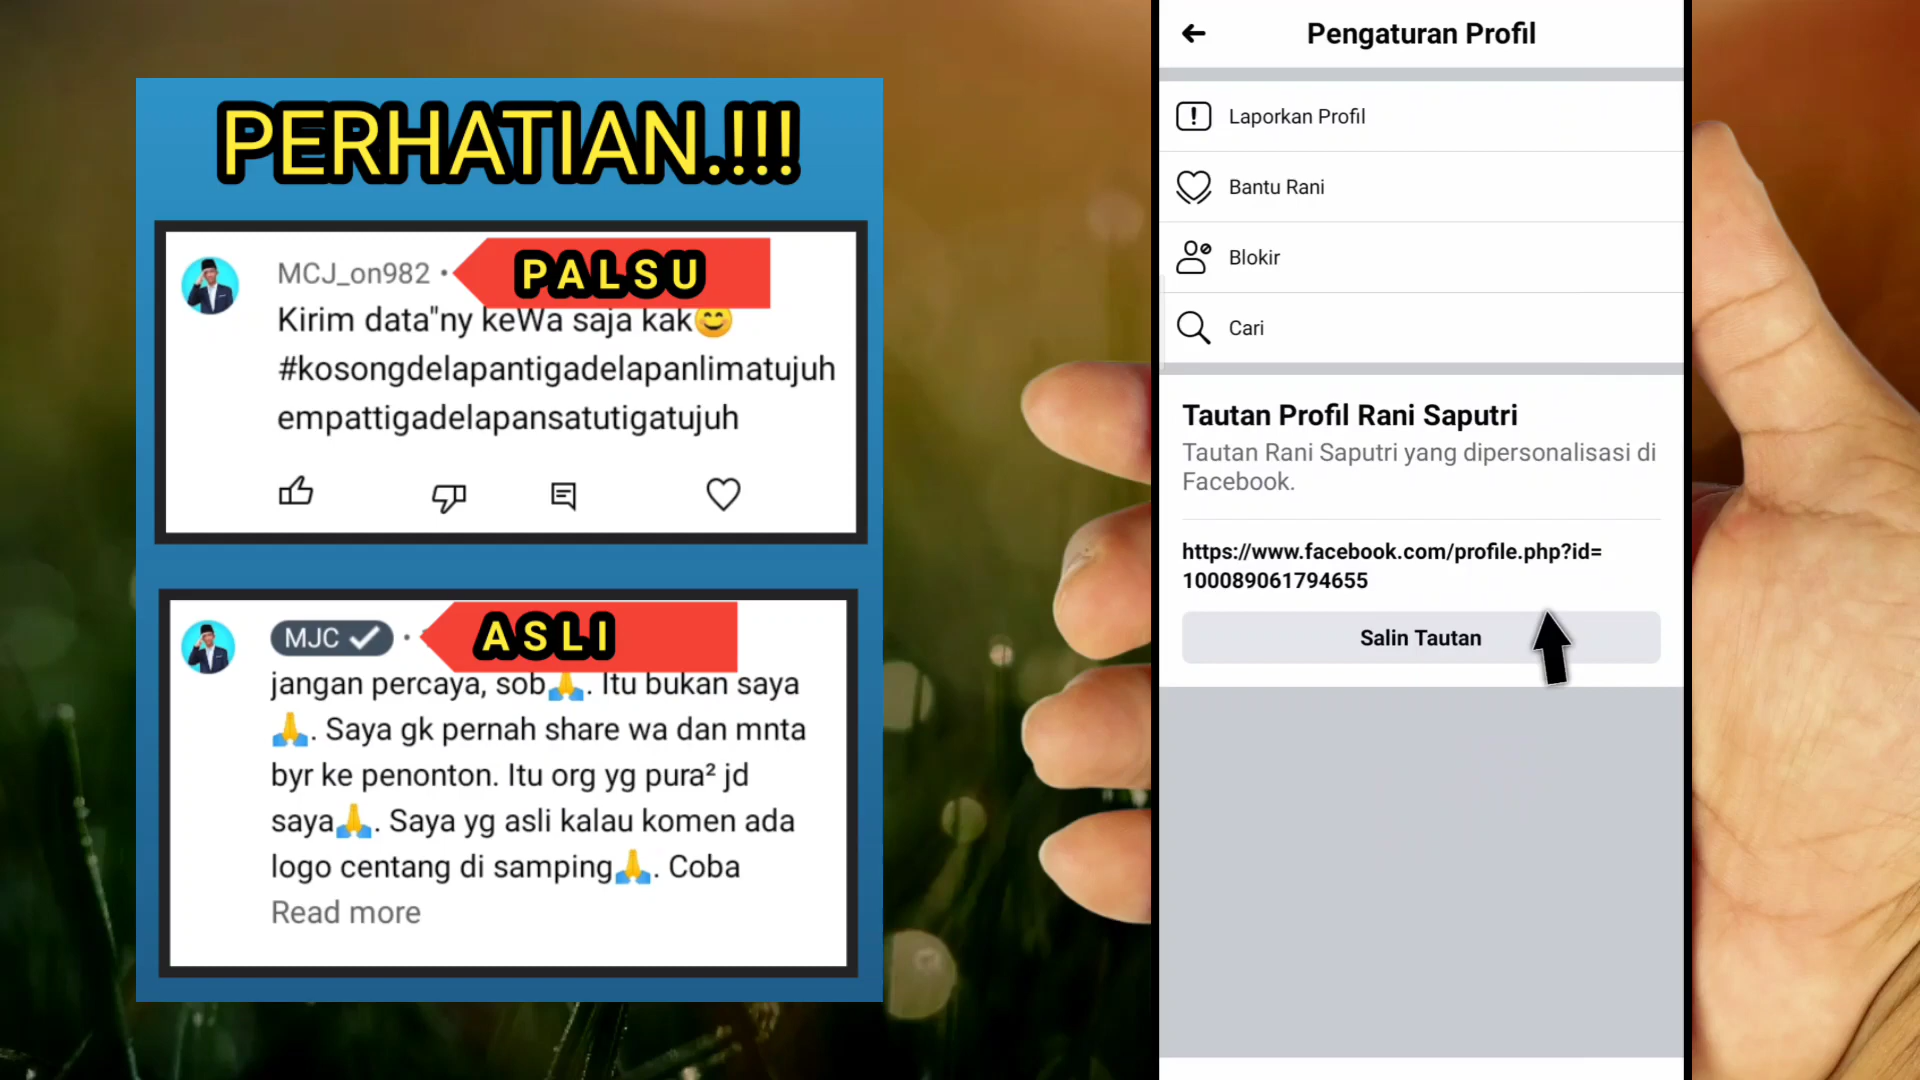 PERHATIAN.!!!
MCJ_on982 •
PALSU
Kirim data"ny keWa saja kak😊
#kosongdelapantigadelapanlimatujuh
empattigadelapansatutigatujuh
MJC ✓ •
ASLI
jangan percaya, sob🙏. Itu bukan saya
🙏. Saya gk pernah share wa dan mnta
byr ke penonton. Itu org yg pura² jd
saya🙏. Saya yg asli kalau komen ada
logo centang di samping🙏. Coba
Read more
Pengaturan Profil
Laporkan Profil
Bantu Rani
Blokir
Cari
Tautan Profil Rani Saputri
Tautan Rani Saputri yang dipersonalisasi di
Facebook.
https://www.facebook.com/profile.php?id=
100089061794655
Salin Tautan